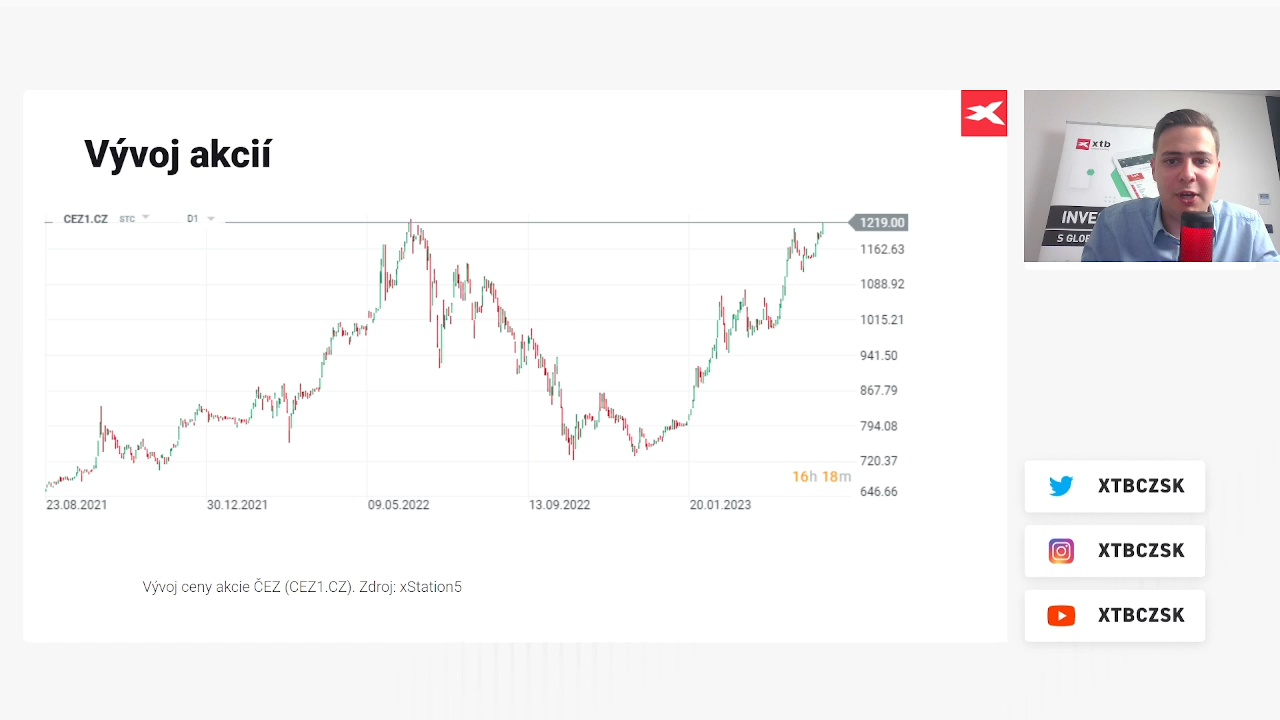 Vývoj akcií
CEZ1.CZ STC D1
1219.00
1162.63
1088.92
1015.21
941.50
867.79
794.08
720.37
646.66
16h 18m
23.08.2021 30.12.2021 09.05.2022 13.09.2022 20.01.2023
Vývoj ceny akcie ČEZ (CEZ1.CZ). Zdroj: xStation5
xtb
INVE
S GLO
XTBCZSK
XTBCZSK
XTBCZSK